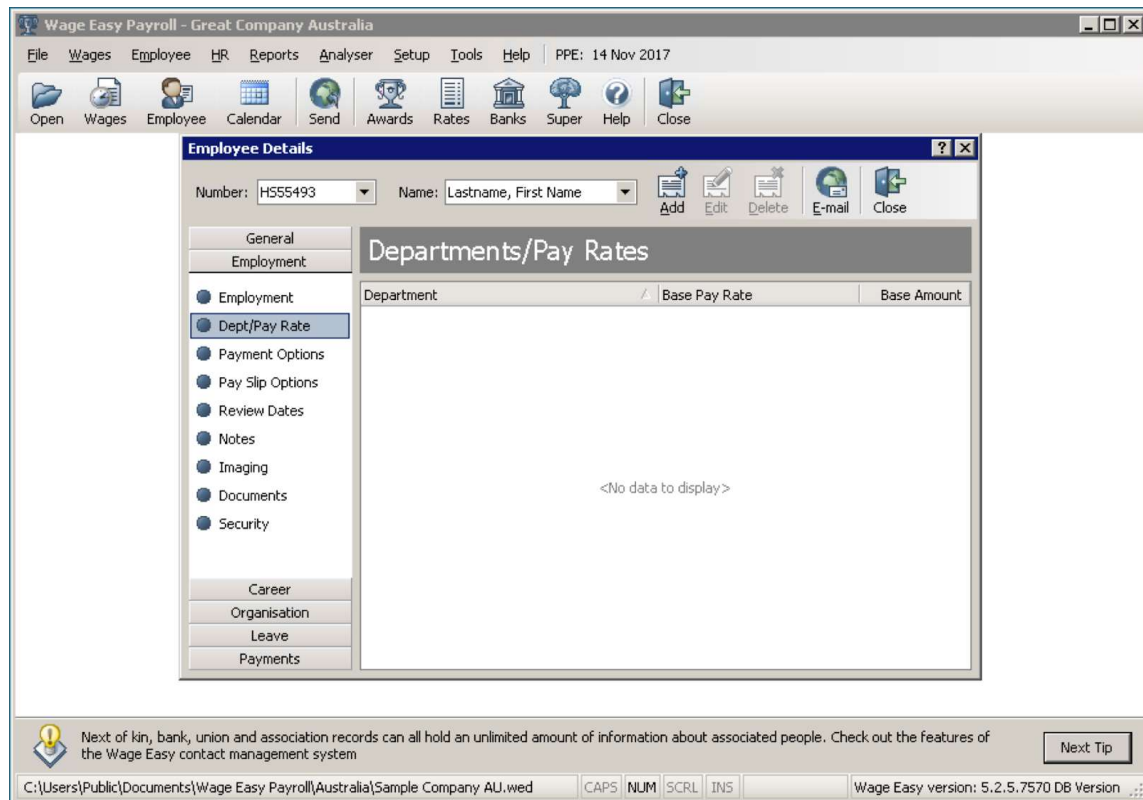 Wage Easy Payroll - Great Company Australia
File Wages Employee HR Reports Analyser Setup Tools Help PPE: 14 Nov 2017
Open Wages Employee Calendar Send Awards Rates Banks Super Help Close
Employee Details
Number: HS55493 Name: Lastname, First Name Add Edit Delete E-mail Close
General
Employment
Departments/Pay Rates
Department Base Pay Rate Base Amount
Employment
Dept/Pay Rate
Payment Options
Pay Slip Options
Review Dates
Notes
Imaging
Documents
Security
<No data to display>
Career
Organisation
Leave
Payments
Next of kin, bank, union and association records can all hold an unlimited amount of information about associated people. Check out the features of
the Wage Easy contact management system
Next Tip
C:\Users\Public\Documents\Wage Easy Payroll\Australia\Sample Company AU.wed CAPS NUM SCRL INS Wage Easy version: 5.2.5.7570 DB Version